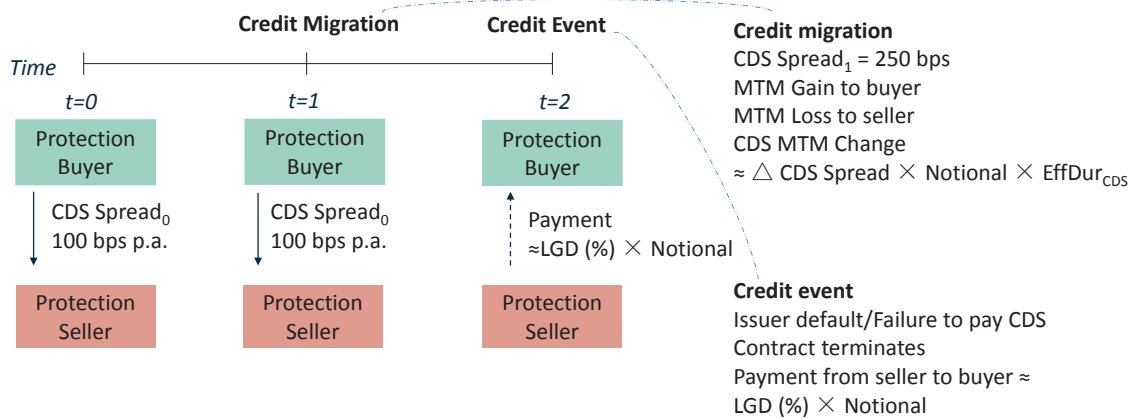 Credit Migration
Credit Event
Time
t=0
t=1
t=2
Protection
Buyer
Protection
Buyer
Protection
Buyer
CDS Spread₀
100 bps p.a.
CDS Spread₀
100 bps p.a.
Payment
≈LGD (%) × Notional
Protection
Seller
Protection
Seller
Protection
Seller
Credit migration
CDS Spread₁ = 250 bps
MTM Gain to buyer
MTM Loss to seller
CDS MTM Change
≈ △ CDS Spread × Notional × EffDur_CDS
Credit event
Issuer default/Failure to pay CDS
Contract terminates
Payment from seller to buyer ≈
LGD (%) × Notional